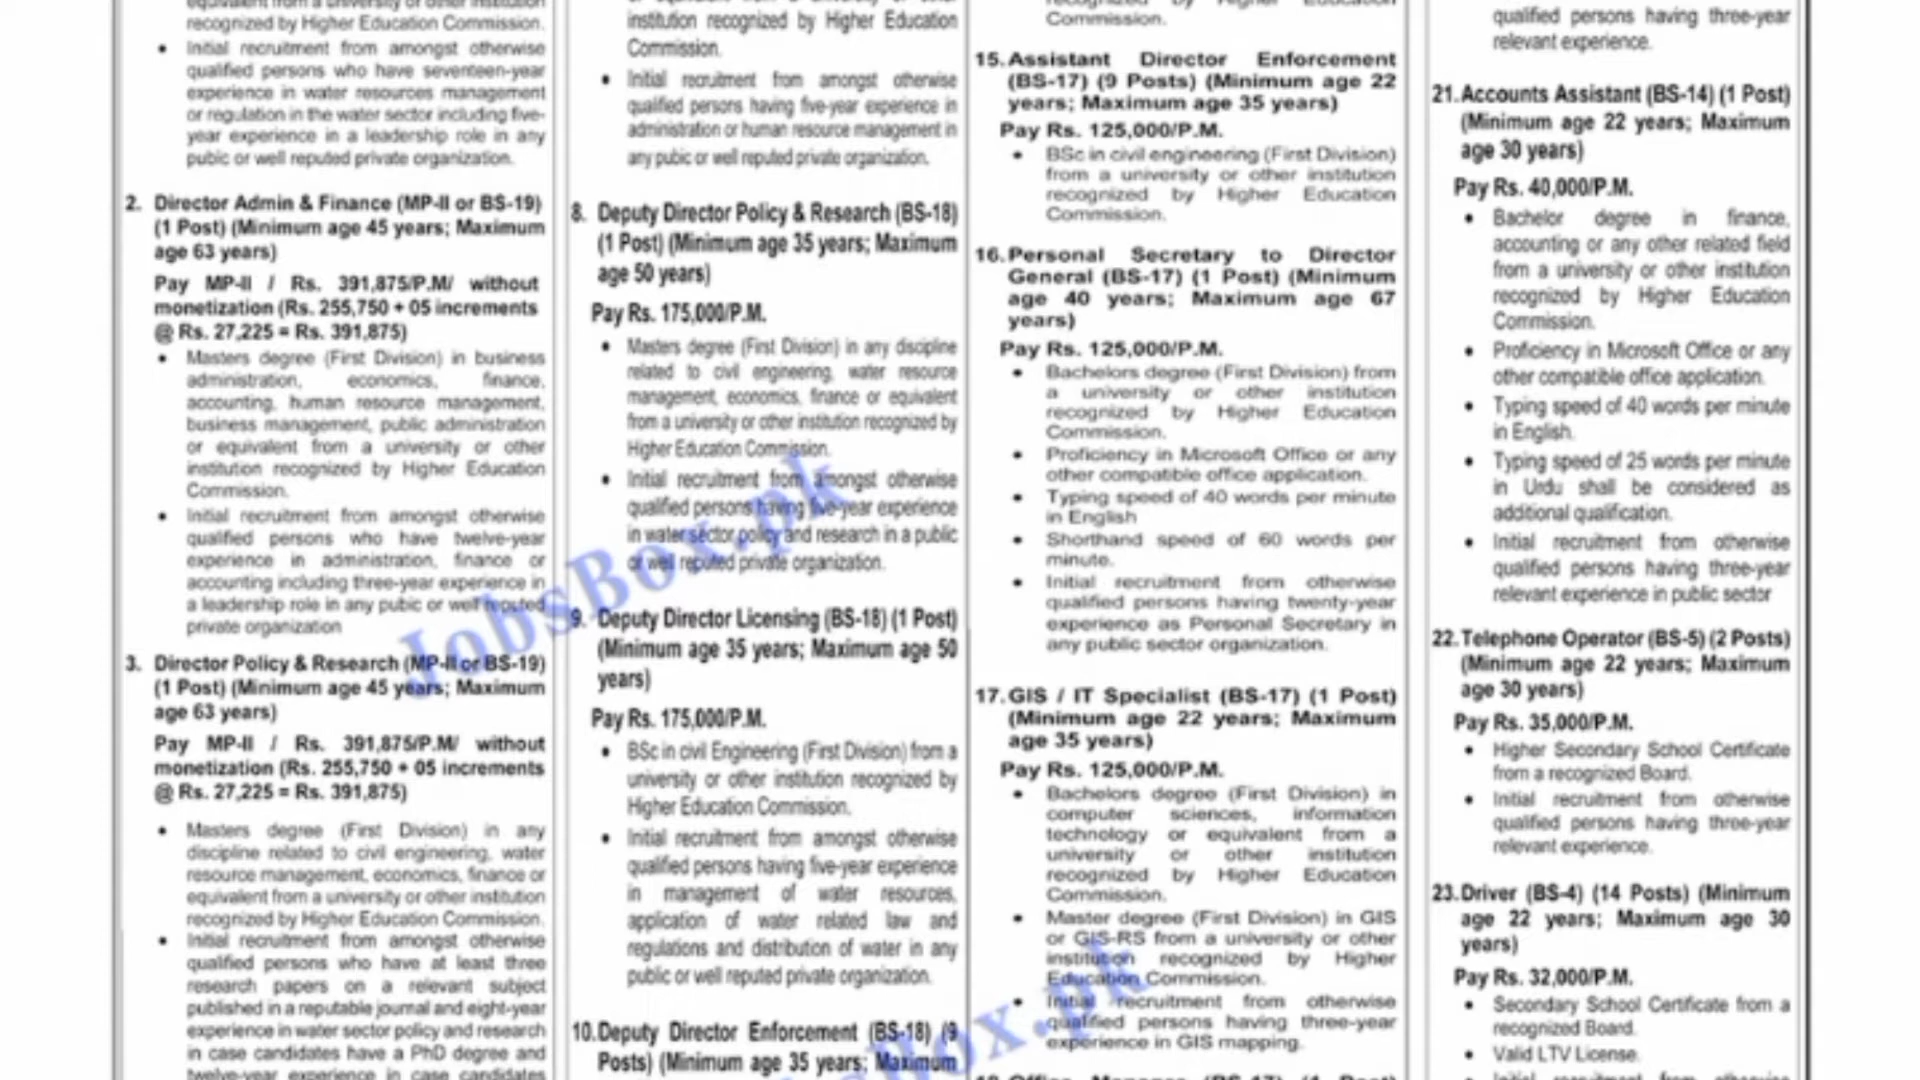 equivalent from a university or other institution
recognized by Higher Education Commission.
• Initial recruitment from amongst otherwise
qualified persons who have seventeen-year
experience in water resources management
or regulation in the water sector including five-
year experience in a leadership role in any
pubic or well reputed private organization.
2. Director Admin & Finance (MP-II or BS-19)
(1 Post) (Minimum age 45 years; Maximum
age 63 years)
Pay MP-II / Rs. 391,875/P.M/ without
monetization (Rs. 255,750 + 05 increments
@ Rs. 27,225 = Rs. 391,875)
• Masters degree (First Division) in business
administration, economics, finance,
accounting, human resource management,
business management, public administration
or equivalent from a university or other
institution recognized by Higher Education
Commission.
• Initial recruitment from amongst otherwise
qualified persons who have twelve-year
experience in administration, finance or
accounting including three-year experience in
a leadership role in any pubic or well reputed
private organization
3. Director Policy & Research (MP-II or BS-19)
(1 Post) (Minimum age 45 years; Maximum
age 63 years)
Pay MP-II / Rs. 391,875/P.M/ without
monetization (Rs. 255,750 + 05 increments
@ Rs. 27,225 = Rs. 391,875)
• Masters degree (First Division) in any
discipline related to civil engineering, water
resource management, economics, finance or
equivalent from a university or other institution
recognized by Higher Education Commission.
• Initial recruitment from amongst otherwise
qualified persons who have at least three
research papers on a relevant subject
published in a reputable journal and eight-year
experience in water sector policy and research
in case candidates have a PhD degree and
twelve-year experience in case candidates
institution recognized by Higher Education
Commission.
• Initial recruitment from amongst otherwise
qualified persons having five-year experience in
administration or human resource management in
any pubic or well reputed private organization.
8. Deputy Director Policy & Research (BS-18)
(1 Post) (Minimum age 35 years; Maximum
age 50 years)
Pay Rs. 175,000/P.M.
• Masters degree (First Division) in any discipline
related to civil engineering, water resource
management, economics, finance or equivalent
from a university or other institution recognized by
Higher Education Commission.
• Initial recruitment from amongst otherwise
qualified persons having five-year experience
in water sector policy and research in a public
or well reputed private organization.
9. Deputy Director Licensing (BS-18) (1 Post)
(Minimum age 35 years; Maximum age 50
years)
Pay Rs. 175,000/P.M.
• BSc in civil Engineering (First Division) from a
university or other institution recognized by
Higher Education Commission.
• Initial recruitment from amongst otherwise
qualified persons having five-year experience
in management of water resources,
application of water related law and
regulations and distribution of water in any
public or well reputed private organization.
10. Deputy Director Enforcement (BS-18) (9
Posts) (Minimum age 35 years; Maximum
recognized by Higher Education
Commission.
15. Assistant Director Enforcement
(BS-17) (9 Posts) (Minimum age 22
years; Maximum age 35 years)
Pay Rs. 125,000/P.M.
• BSc in civil engineering (First Division)
from a university or other institution
recognized by Higher Education
Commission.
16. Personal Secretary to Director
General (BS-17) (1 Post) (Minimum
age 40 years; Maximum age 67
years)
Pay Rs. 125,000/P.M.
• Bachelors degree (First Division) from
a university or other institution
recognized by Higher Education
Commission.
• Proficiency in Microsoft Office or any
other compatible office application.
• Typing speed of 40 words per minute
in English
• Shorthand speed of 60 words per
minute.
• Initial recruitment from otherwise
qualified persons having twenty-year
experience as Personal Secretary in
any public sector organization.
17. GIS / IT Specialist (BS-17) (1 Post)
(Minimum age 22 years; Maximum
age 35 years)
Pay Rs. 125,000/P.M.
• Bachelors degree (First Division) in
computer sciences, information
technology or equivalent from a
university or other institution
recognized by Higher Education
Commission.
• Master degree (First Division) in GIS
or GIS-RS from a university or other
institution recognized by Higher
Education Commission.
• Initial recruitment from otherwise
qualified persons having three-year
experience in GIS mapping.
18. Office Manager (BS-17) (1 Post)
qualified persons having three-year
relevant experience.
21. Accounts Assistant (BS-14) (1 Post)
(Minimum age 22 years; Maximum
age 30 years)
Pay Rs. 40,000/P.M.
• Bachelor degree in finance,
accounting or any other related field
from a university or other institution
recognized by Higher Education
Commission.
• Proficiency in Microsoft Office or any
other compatible office application.
• Typing speed of 40 words per minute
in English.
• Typing speed of 25 words per minute
in Urdu shall be considered as
additional qualification.
• Initial recruitment from otherwise
qualified persons having three-year
relevant experience in public sector
22. Telephone Operator (BS-5) (2 Posts)
(Minimum age 22 years; Maximum
age 30 years)
Pay Rs. 35,000/P.M.
• Higher Secondary School Certificate
from a recognized Board.
• Initial recruitment from otherwise
qualified persons having three-year
relevant experience.
23. Driver (BS-4) (14 Posts) (Minimum
age 22 years; Maximum age 30
years)
Pay Rs. 32,000/P.M.
• Secondary School Certificate from a
recognized Board.
• Valid LTV License.
JobsBox.pk
sBox.pk